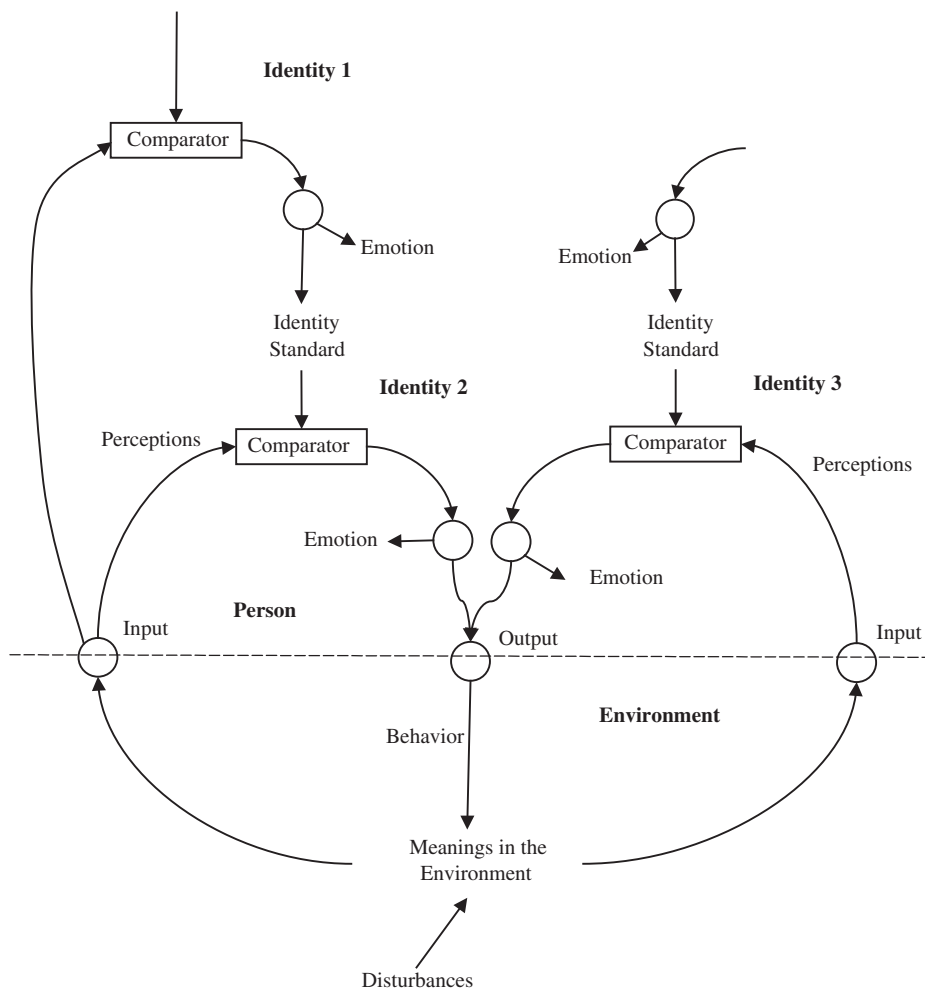 Identity 1
Comparator
Emotion
Emotion
Identity
Standard
Identity
Standard
Identity 2
Identity 3
Perceptions
Comparator
Comparator
Perceptions
Emotion
Emotion
Person
Input
Output
Input
Environment
Behavior
Meanings in the
Environment
Disturbances